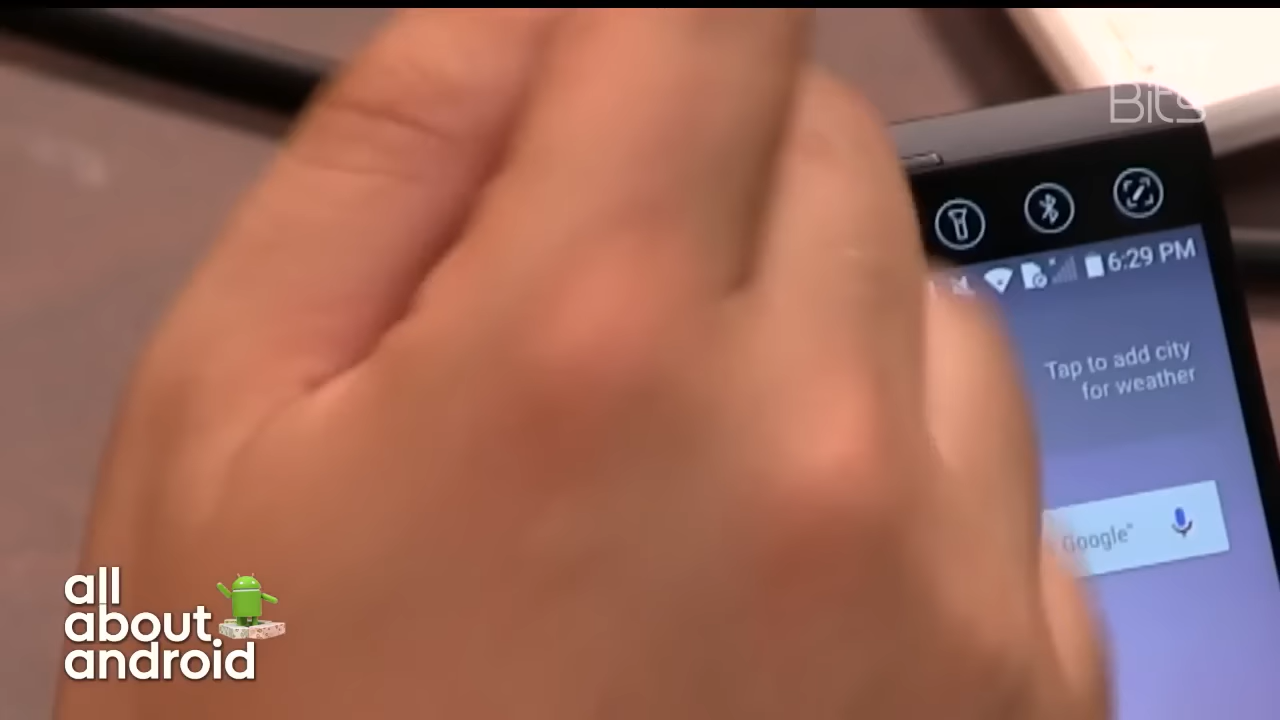 Bits
6:29 PM
Tap to add city
for weather
Google"
all
about
android